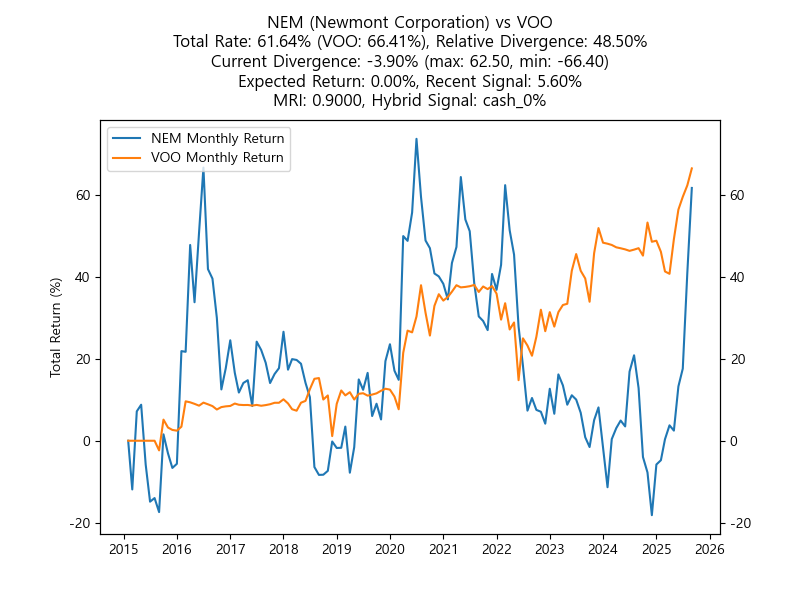 NEM (Newmont Corporation) vs VOO
Total Rate: 61.64% (VOO: 66.41%), Relative Divergence: 48.50%
Current Divergence: -3.90% (max: 62.50, min: -66.40)
Expected Return: 0.00%, Recent Signal: 5.60%
MRI: 0.9000, Hybrid Signal: cash_0%
NEM Monthly Return
VOO Monthly Return
Total Return (%)
60
40
20
0
-20
60
40
20
0
-20
2015 2016 2017 2018 2019 2020 2021 2022 2023 2024 2025 2026